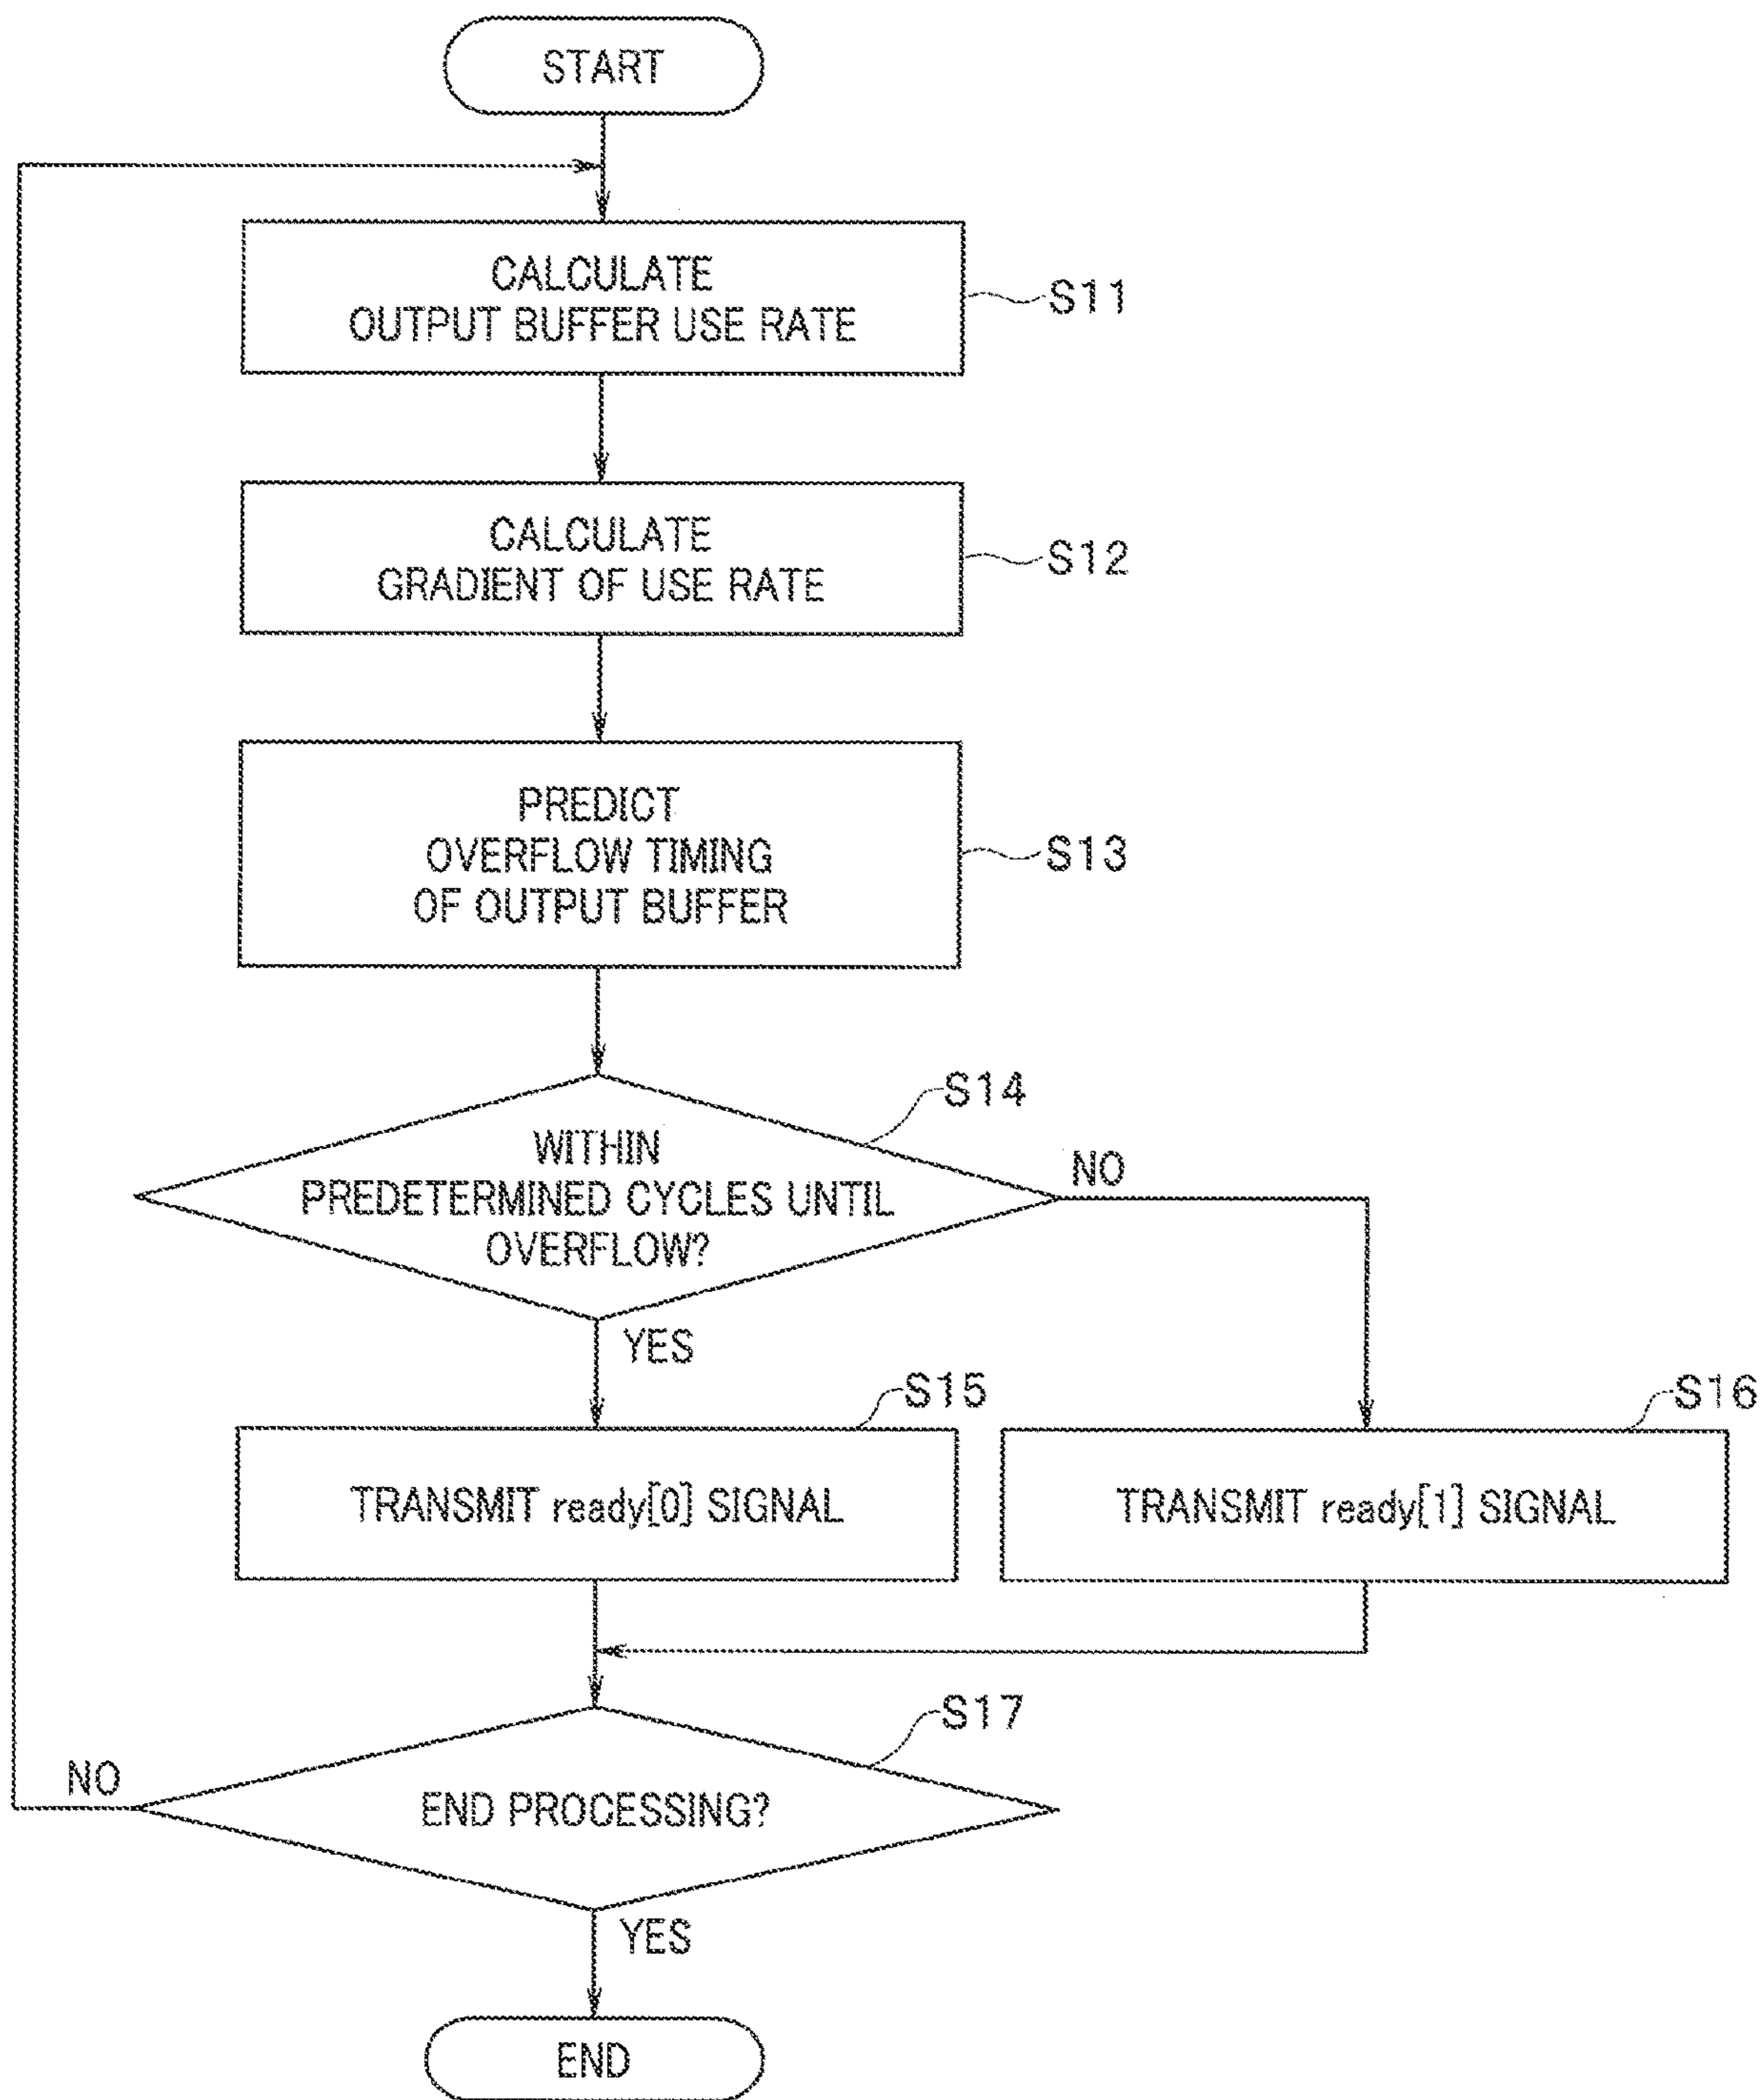 START
CALCULATE
OUTPUT BUFFER USE RATE
S11
CALCULATE
GRADIENT OF USE RATE
S12
PREDICT
OVERFLOW TIMING
OF OUTPUT BUFFER
S13
S14
WITHIN
PREDETERMINED CYCLES UNTIL
OVERFLOW?
NO
YES
S15
S16
TRANSMIT ready[0] SIGNAL
TRANSMIT ready[1] SIGNAL
S17
NO
END PROCESSING?
YES
END